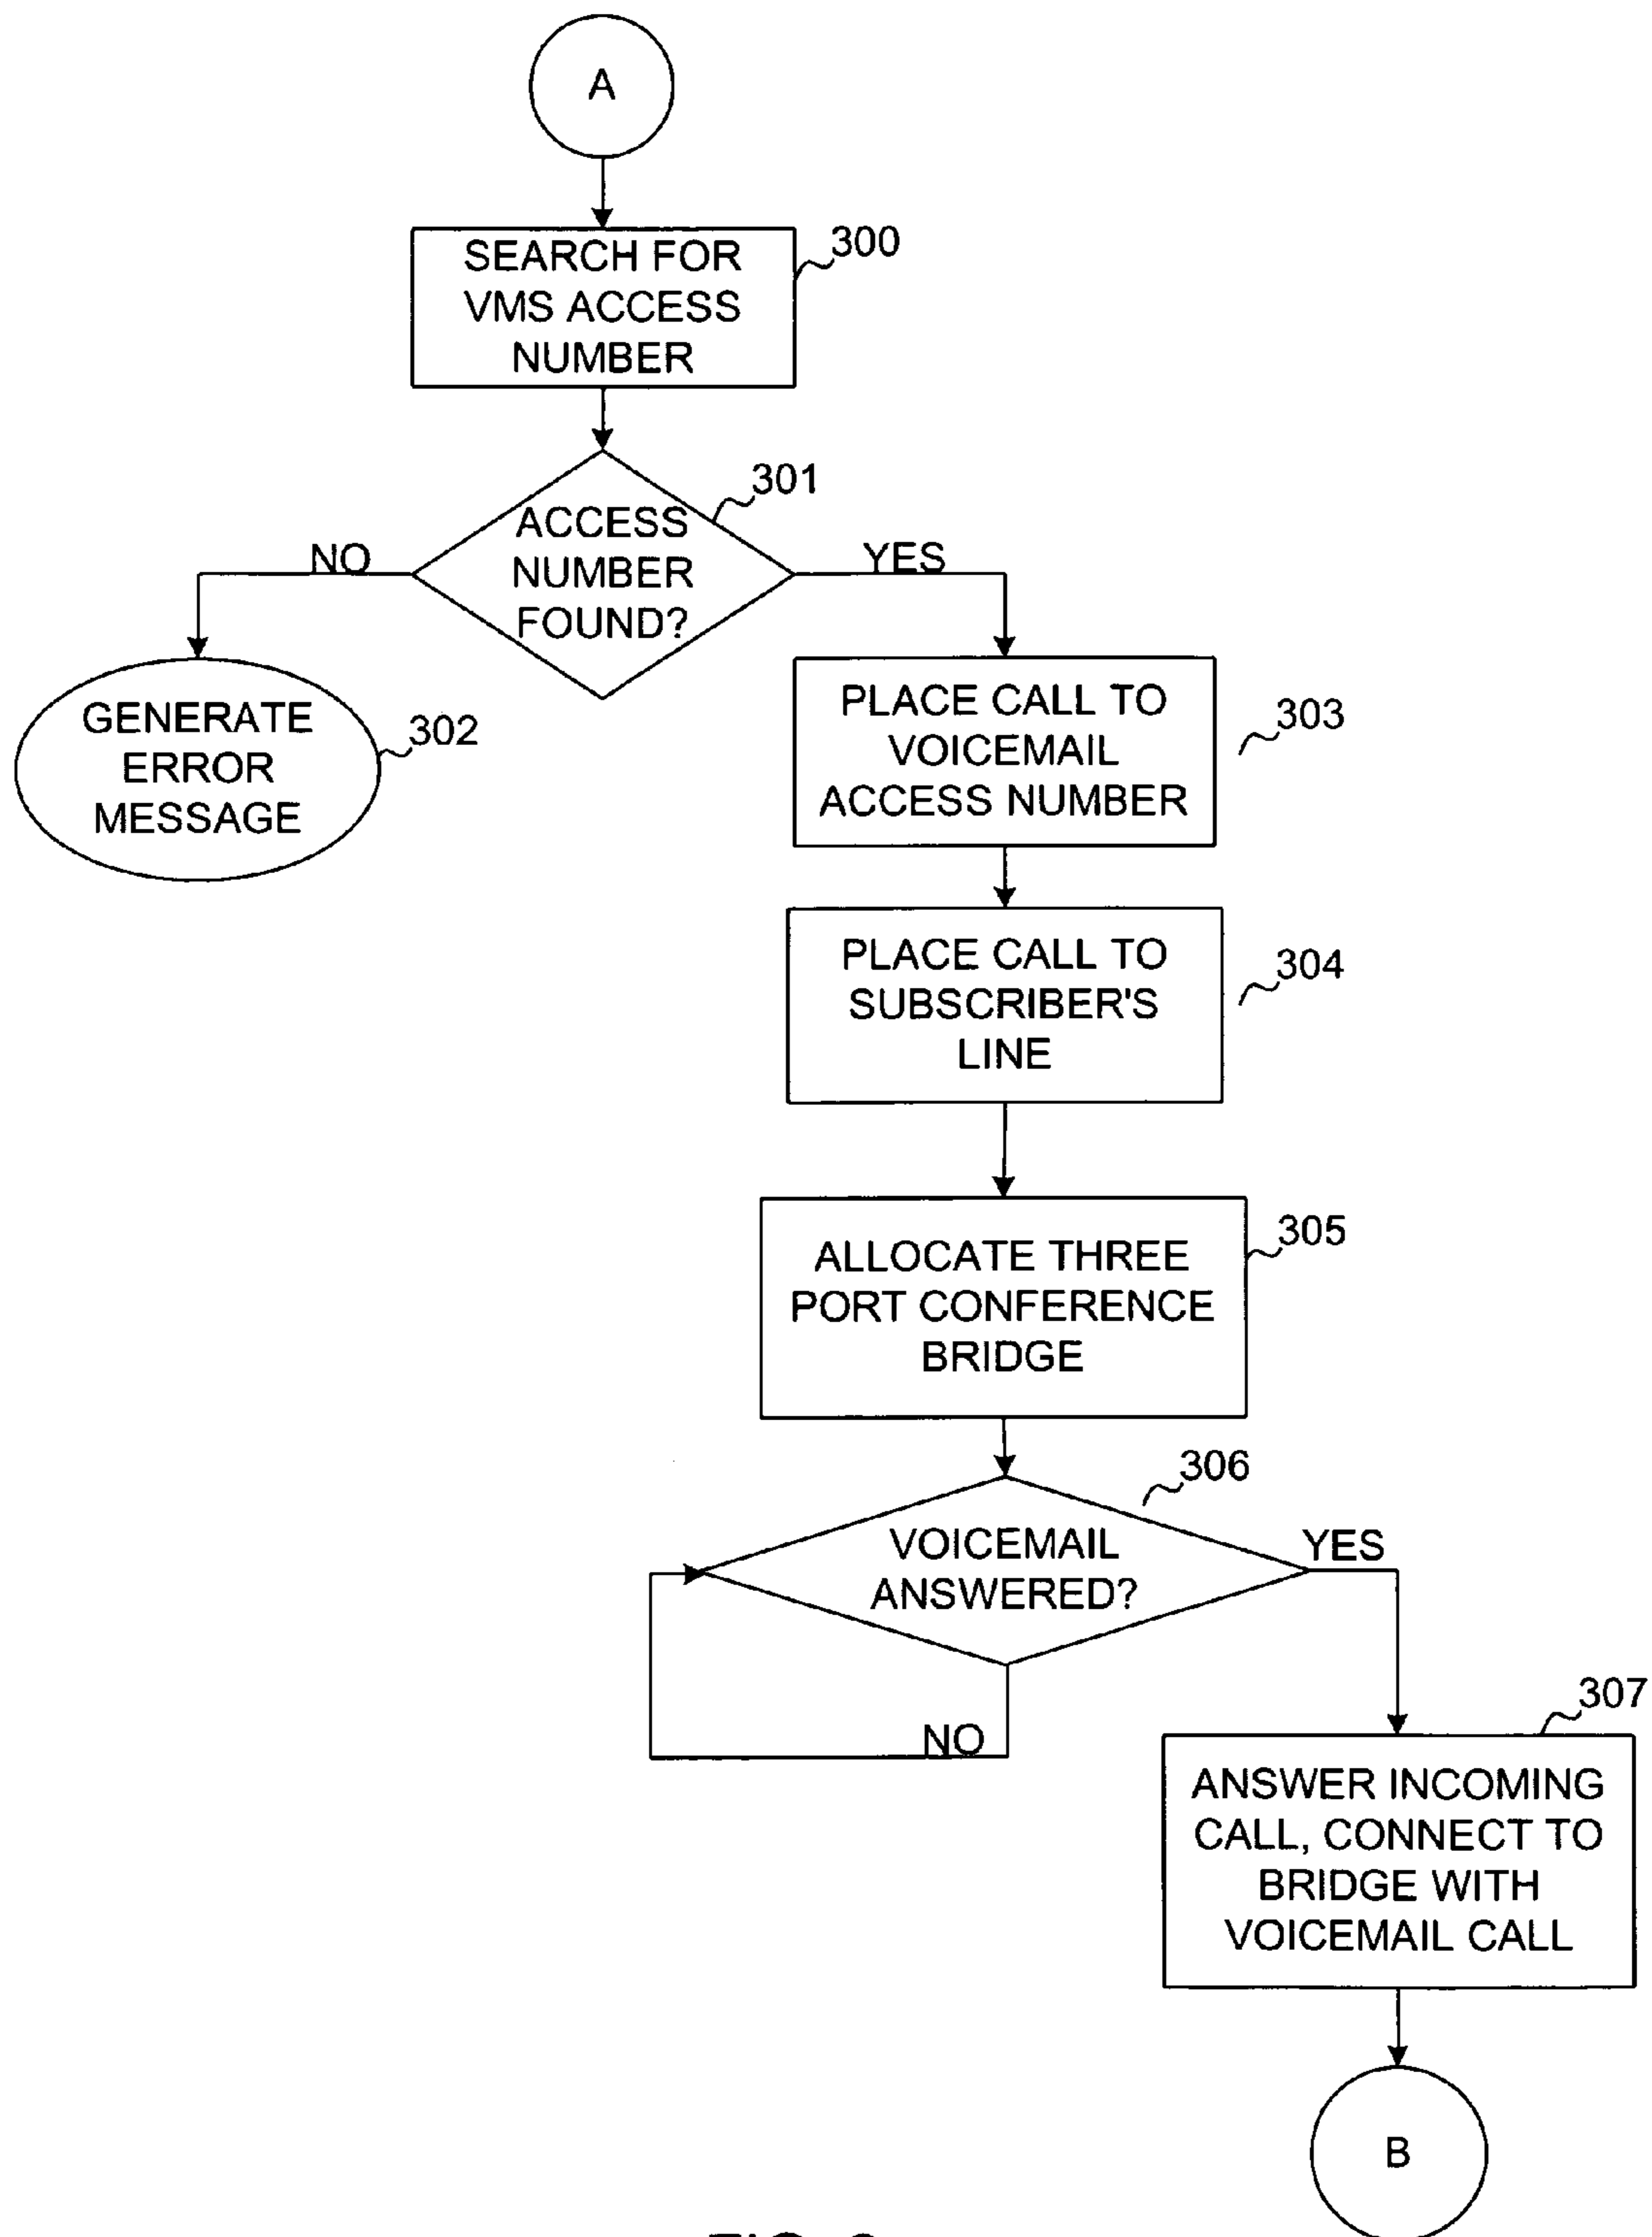 A
SEARCH FOR
VMS ACCESS
NUMBER
300
301
ACCESS
NUMBER
FOUND?
NO
YES
GENERATE
ERROR
MESSAGE
302
PLACE CALL TO
VOICEMAIL
ACCESS NUMBER
303
PLACE CALL TO
SUBSCRIBER'S
LINE
304
ALLOCATE THREE
PORT CONFERENCE
BRIDGE
305
306
VOICEMAIL
ANSWERED?
YES
NO
307
ANSWER INCOMING
CALL, CONNECT TO
BRIDGE WITH
VOICEMAIL CALL
B